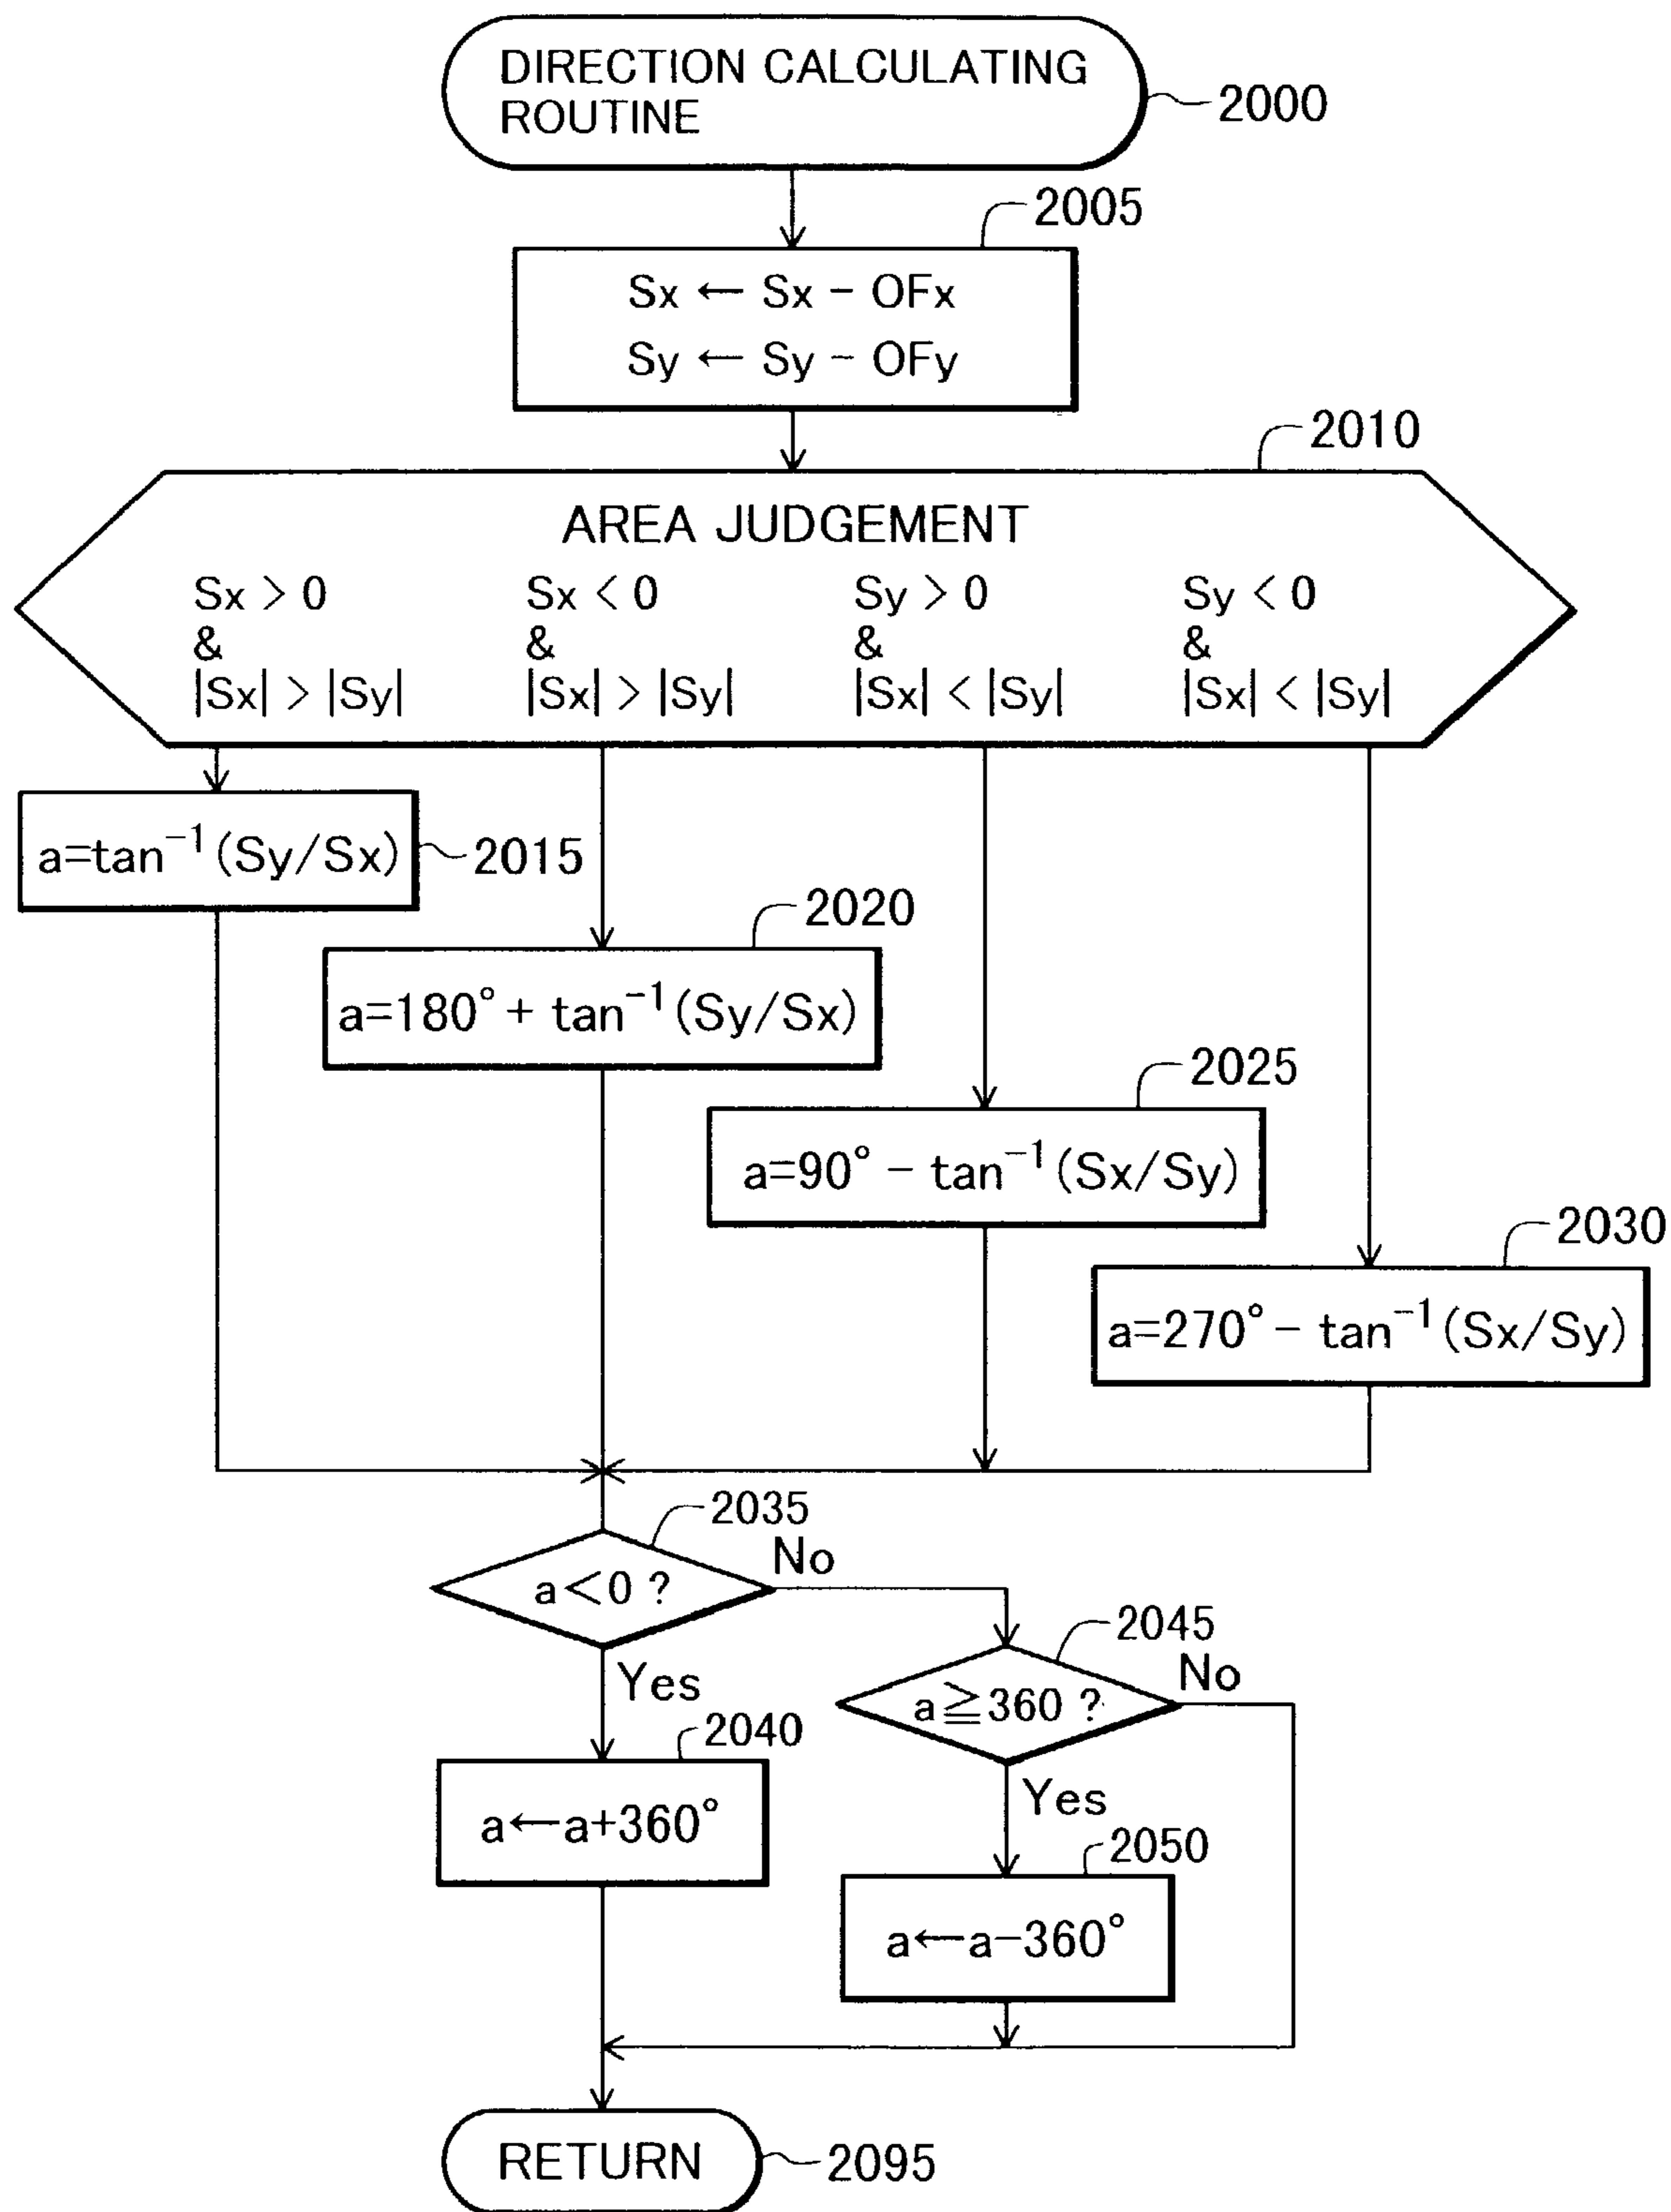 DIRECTION CALCULATING
ROUTINE
2000
2005
Sx ← Sx − OFx
Sy ← Sy − OFy
2010
AREA JUDGEMENT
Sx > 0
&
|Sx| > |Sy|
Sx < 0
&
|Sx| > |Sy|
Sy > 0
&
|Sx| < |Sy|
Sy < 0
&
|Sx| < |Sy|
a=tan⁻¹(Sy/Sx)
2015
2020
a=180° + tan⁻¹(Sy/Sx)
2025
a=90° − tan⁻¹(Sx/Sy)
2030
a=270° − tan⁻¹(Sx/Sy)
2035
a<0 ?
No
Yes
2045
a≧360 ?
No
Yes
2040
a←a+360°
2050
a←a−360°
RETURN
2095